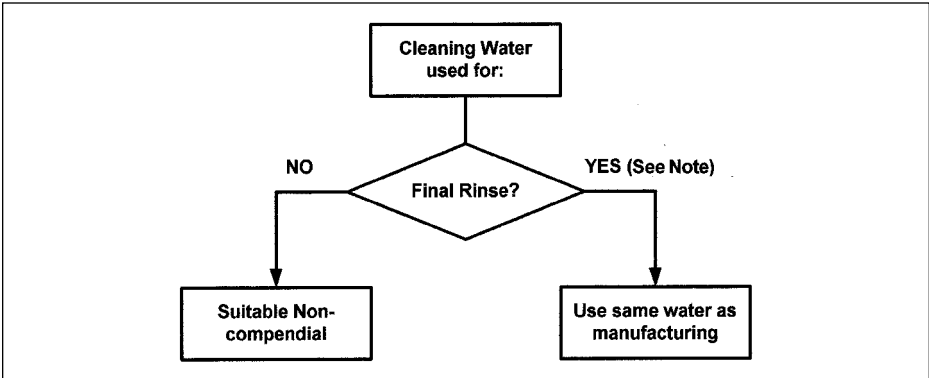 Cleaning Water
used for:
NO
YES (See Note)
Final Rinse?
Suitable Non-
compendial
Use same water as
manufacturing